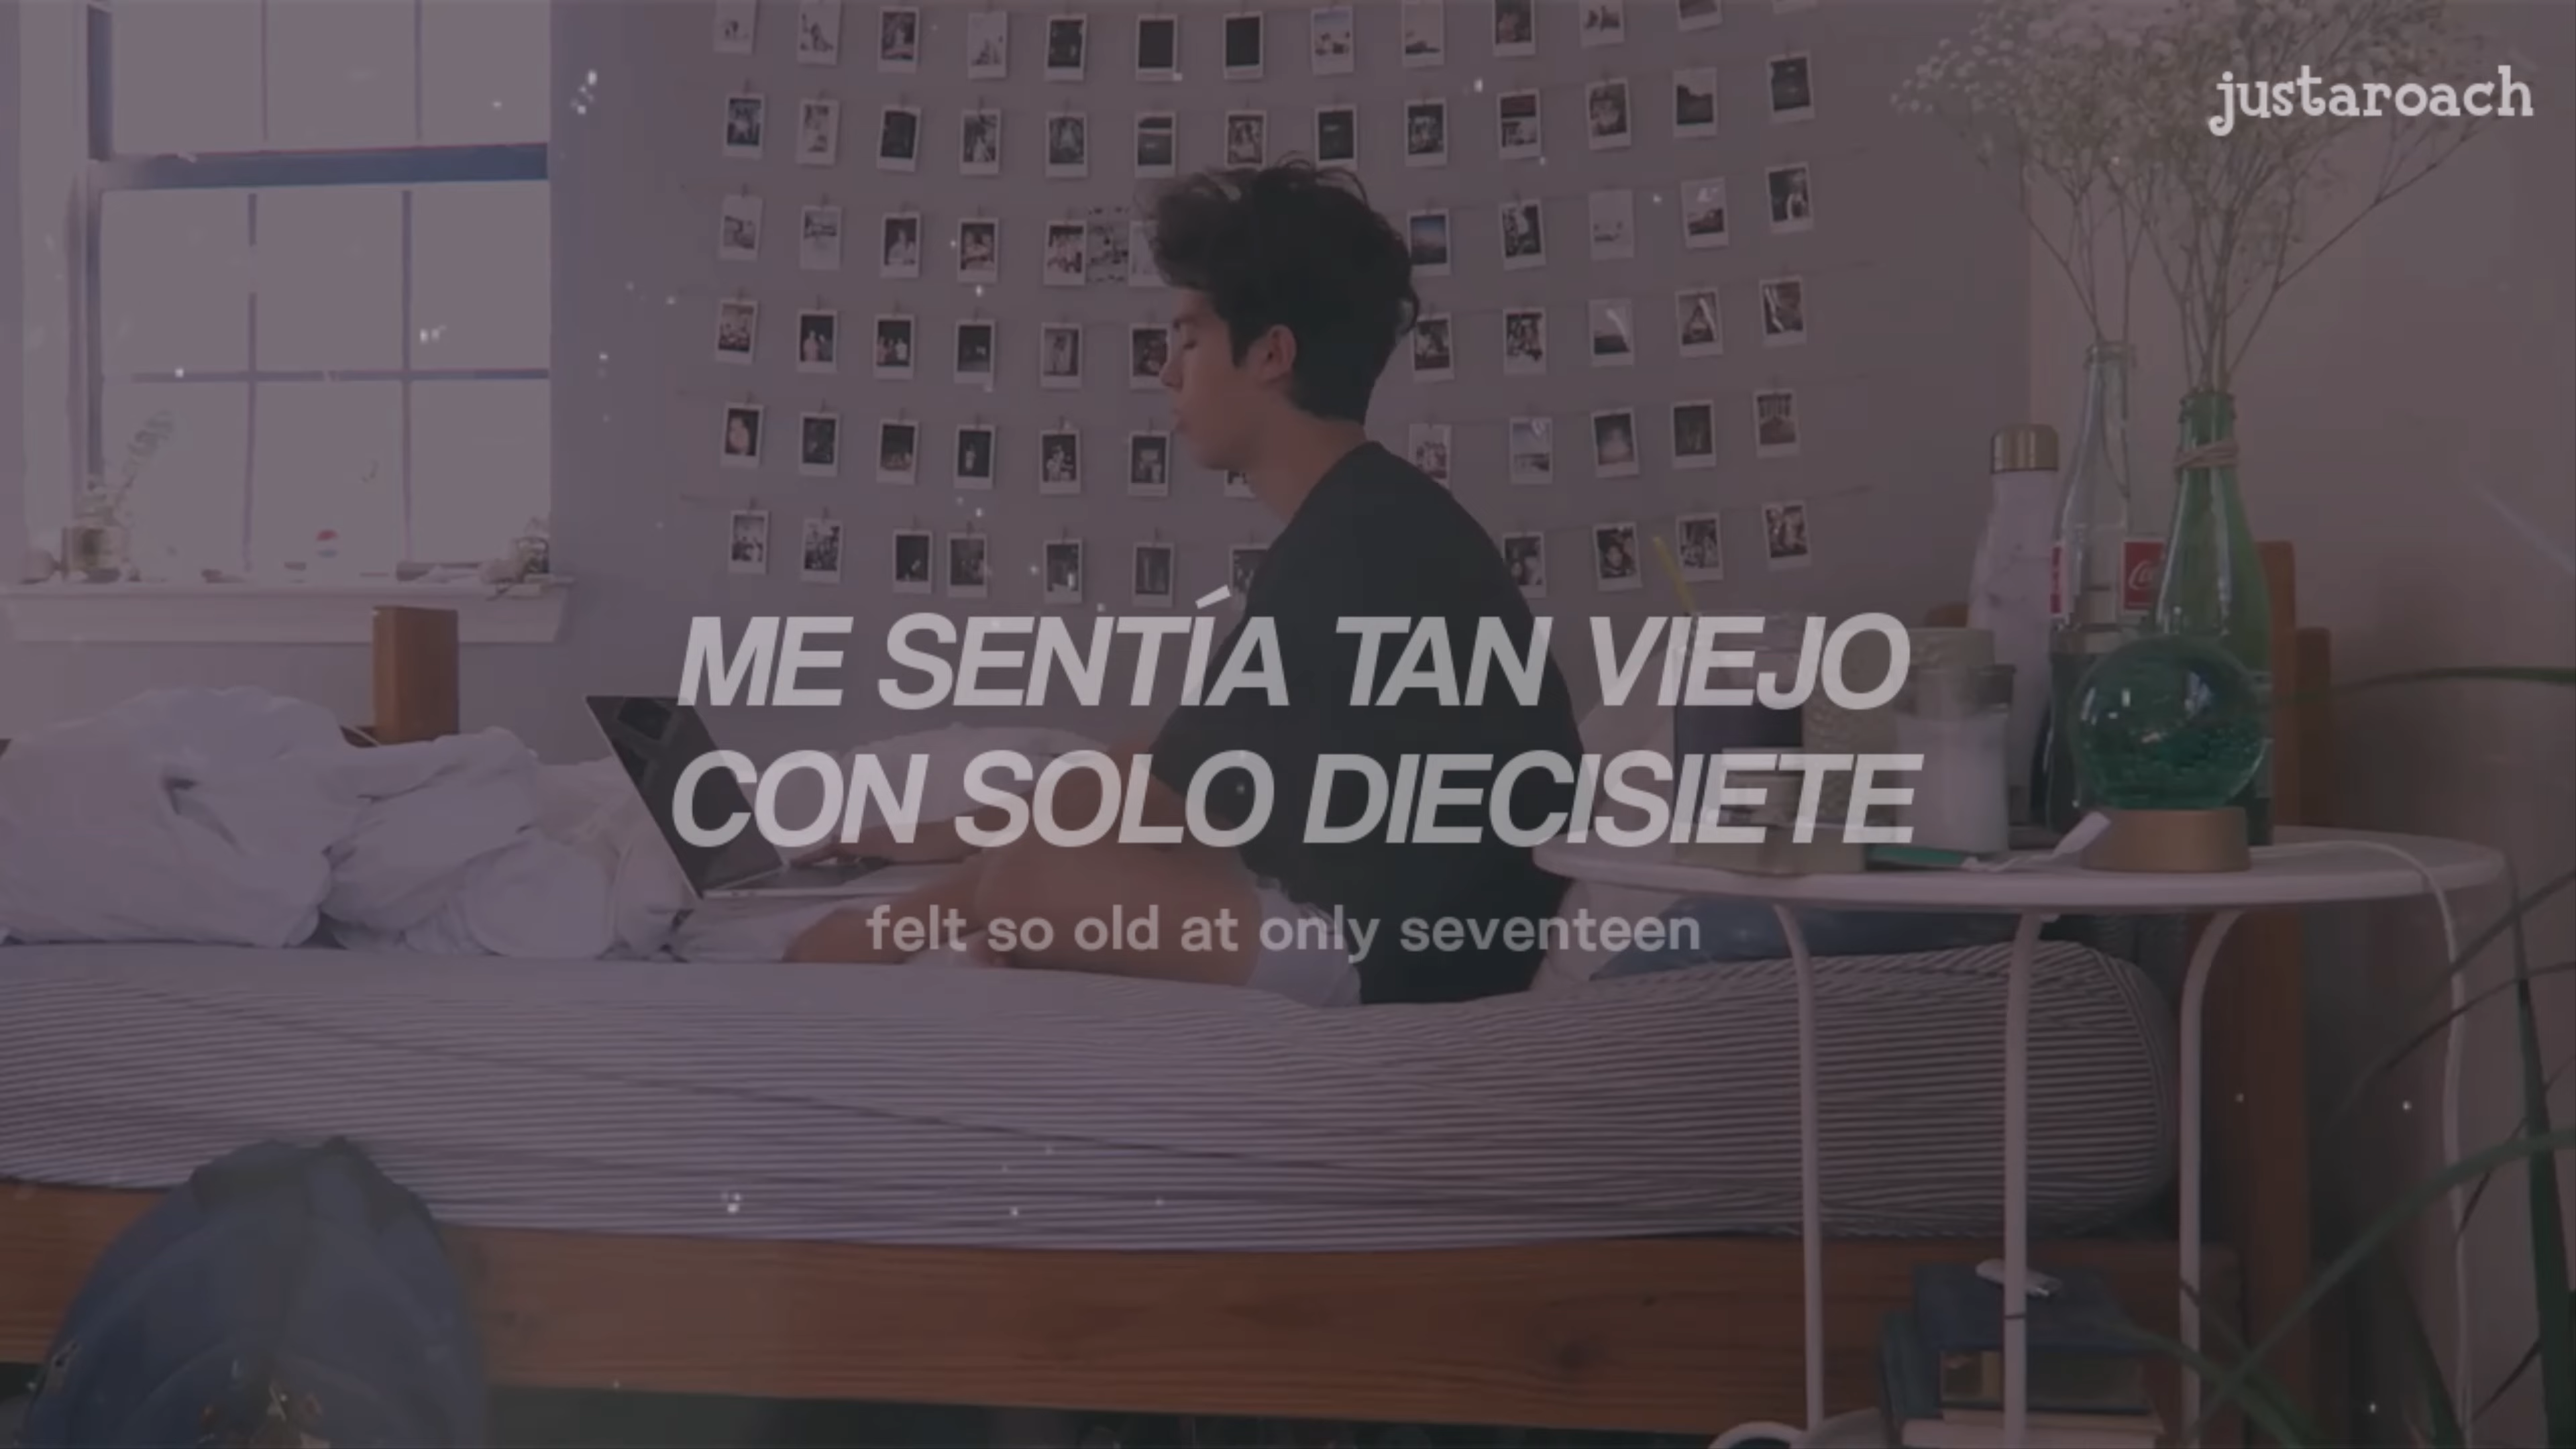 justaroach
ME SENTÍA TAN VIEJO
CON SOLO DIECISIETE
felt so old at only seventeen